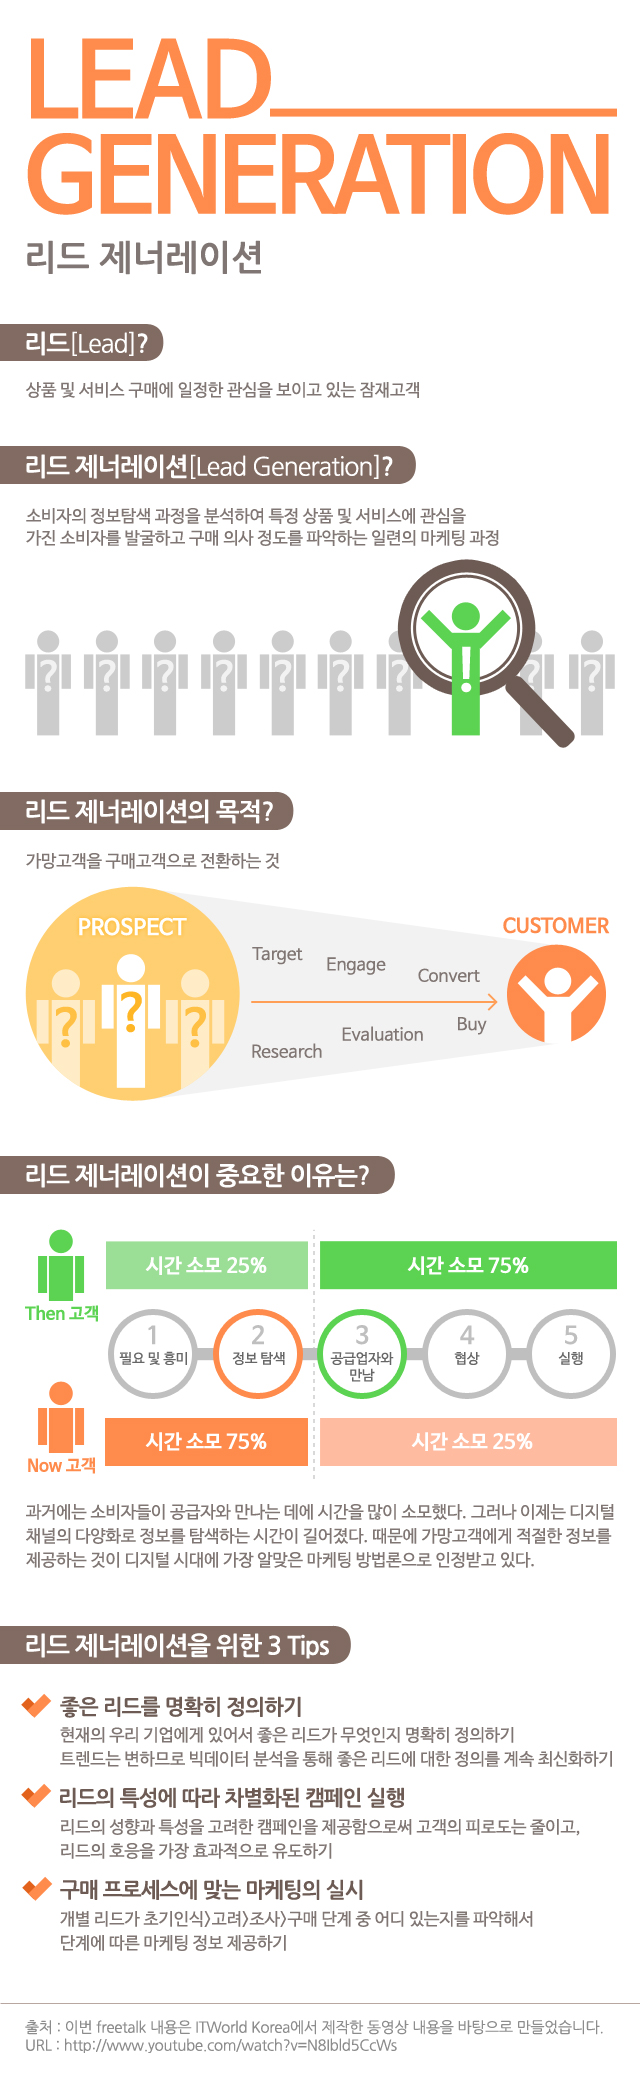 LEAD
GENERATION
리드 제너레이션
리드[Lead]?
상품 및 서비스 구매에 일정한 관심을 보이고 있는 잠재고객
리드 제너레이션[Lead Generation]?
소비자의 정보탐색 과정을 분석하여 특정 상품 및 서비스에 관심을
가진 소비자를 발굴하고 구매 의사 정도를 파악하는 일련의 마케팅 과정
? ? ? ? ? ? ? ! ? ?
리드 제너레이션의 목적?
가망고객을 구매고객으로 전환하는 것
PROSPECT
? ? ?
Target
Engage
Convert
Research
Evaluation
Buy
CUSTOMER
리드 제너레이션이 중요한 이유는?
Then 고객
시간 소모 25%
시간 소모 75%
1
필요 및 흥미
2
정보 탐색
3
공급업자와
만남
4
협상
5
실행
Now 고객
시간 소모 75%
시간 소모 25%
과거에는 소비자들이 공급자와 만나는 데에 시간을 많이 소모했다. 그러나 이제는 디지털
채널의 다양화로 정보를 탐색하는 시간이 길어졌다. 때문에 가망고객에게 적절한 정보를
제공하는 것이 디지털 시대에 가장 알맞은 마케팅 방법론으로 인정받고 있다.
리드 제너레이션을 위한 3 Tips
좋은 리드를 명확히 정의하기
현재의 우리 기업에게 있어서 좋은 리드가 무엇인지 명확히 정의하기
트렌드는 변하므로 빅데이터 분석을 통해 좋은 리드에 대한 정의를 계속 최신화하기
리드의 특성에 따라 차별화된 캠페인 실행
리드의 성향과 특성을 고려한 캠페인을 제공함으로써 고객의 피로도는 줄이고,
리드의 호응을 가장 효과적으로 유도하기
구매 프로세스에 맞는 마케팅의 실시
개별 리드가 초기인식>고려>조사>구매 단계 중 어디 있는지를 파악해서
단계에 따른 마케팅 정보 제공하기
출처 : 이번 freetalk 내용은 ITWorld Korea에서 제작한 동영상 내용을 바탕으로 만들었습니다.
URL : http://www.youtube.com/watch?v=N8Ibld5CcWs